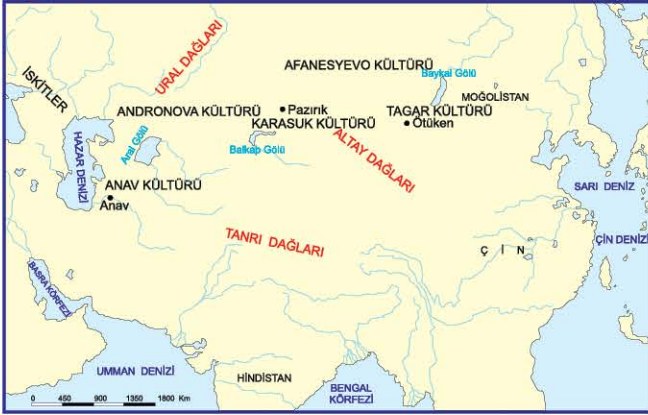 İSKİTLER
URAL DAĞLARI
AFANESYEVO KÜLTÜRÜ
Baykal Gölü
MOĞOLİSTAN
ANDRONOVA KÜLTÜRÜ
Pazırık
TAGAR KÜLTÜRÜ
KARASUK KÜLTÜRÜ
Ötüken
HAZAR DENİZİ
Aral Gölü
Balkap Gölü
ALTAY DAĞLARI
ANAV KÜLTÜRÜ
Anav
SARI DENİZ
TANRI DAĞLARI
ÇİN DENİZİ
Ç İ N
BASRA KÖRFEZİ
UMMAN DENİZİ
HİNDİSTAN
BENGAL
KÖRFEZİ
0 450 900 1350 1800 Km